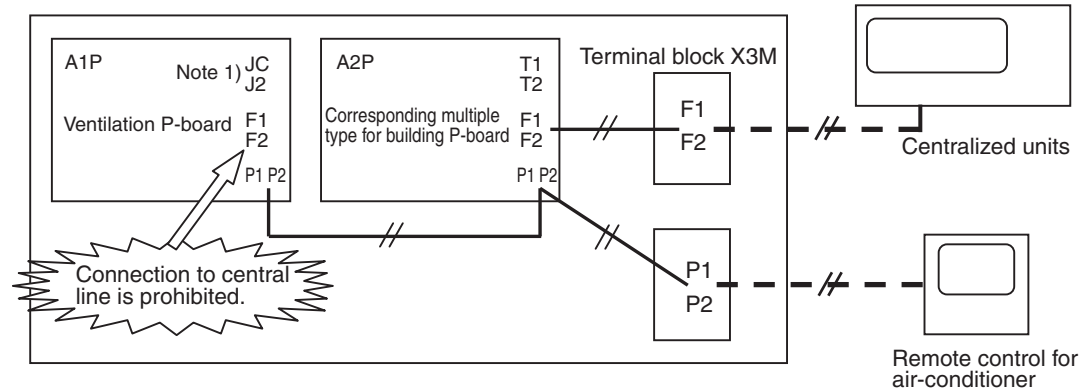 A1P
Note 1) JC
J2
Ventilation P-board F1
F2
P1 P2
A2P
T1
T2
Corresponding multiple
type for building P-board
F1
F2
P1 P2
Terminal block X3M
F1
F2
P1
P2
Centralized units
Remote control for
air-conditioner
Connection to central
line is prohibited.